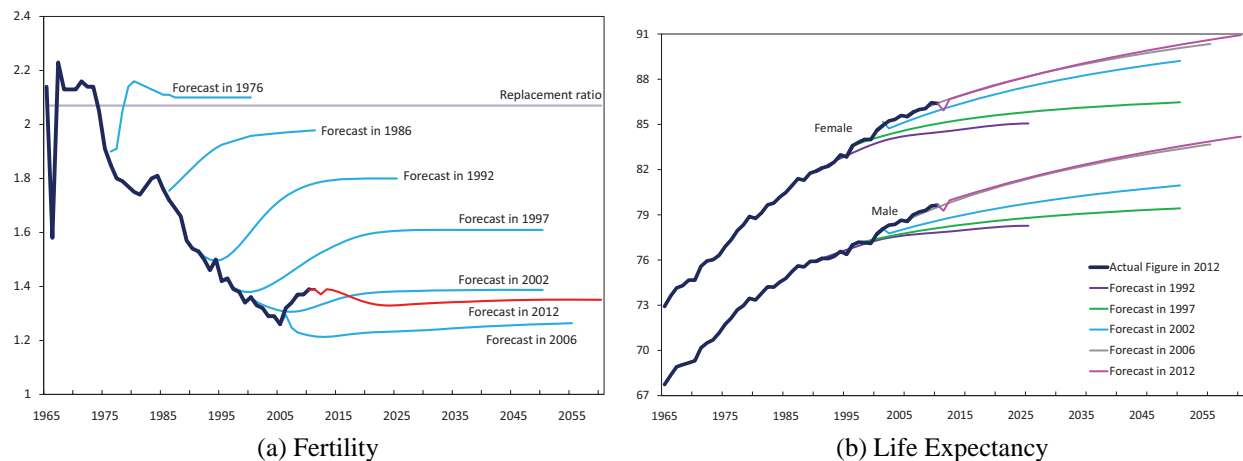 2.4
2.2
2
1.8
1.6
1.4
1.2
1
1965 1975 1985 1995 2005 2015 2025 2035 2045 2055
Forecast in 1976
Replacement ratio
Forecast in 1986
Forecast in 1992
Forecast in 1997
Forecast in 2002
Forecast in 2012
Forecast in 2006
(a) Fertility
91
88
85
82
79
76
73
70
67
1965 1975 1985 1995 2005 2015 2025 2035 2045 2055
Female
Male
Actual Figure in 2012
Forecast in 1992
Forecast in 1997
Forecast in 2002
Forecast in 2006
Forecast in 2012
(b) Life Expectancy